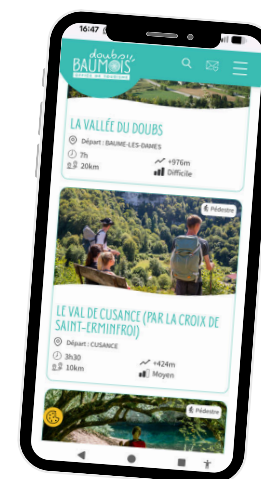 16:47
doubs
BAUMOIS
LA VALLÉE DU DOUBS
Départ : BAUME-LES-DAMES
7h
+976m
20km
Difficile
Pédestre
LE VAL DE CUSANCE (PAR LA CROIX DE
SAINT-ERMINFROI)
Départ : CUSANCE
3h30
+424m
10km
Moyen
Pédestre